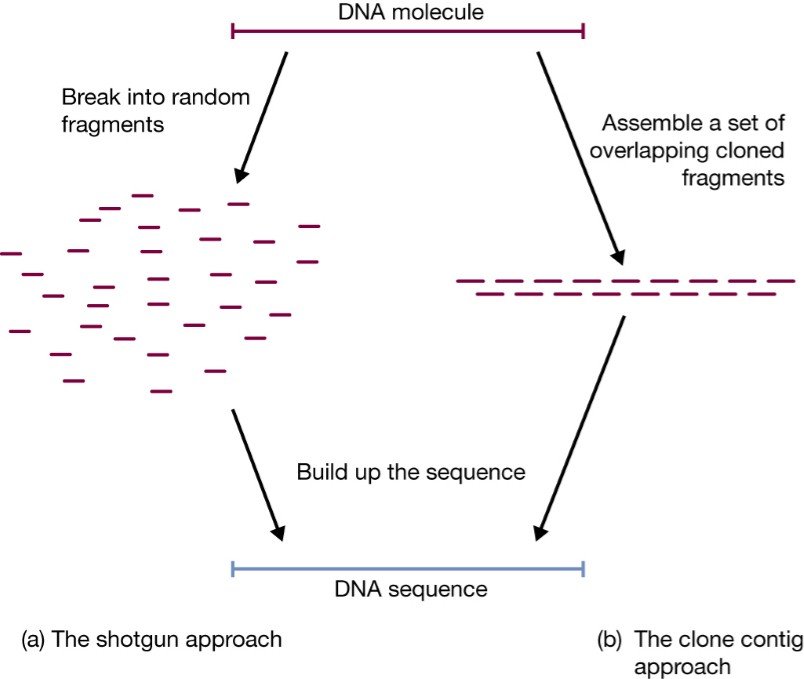 DNA molecule
Break into random
fragments
Assemble a set of
overlapping cloned
fragments
Build up the sequence
DNA sequence
(a) The shotgun approach
(b) The clone contig
approach